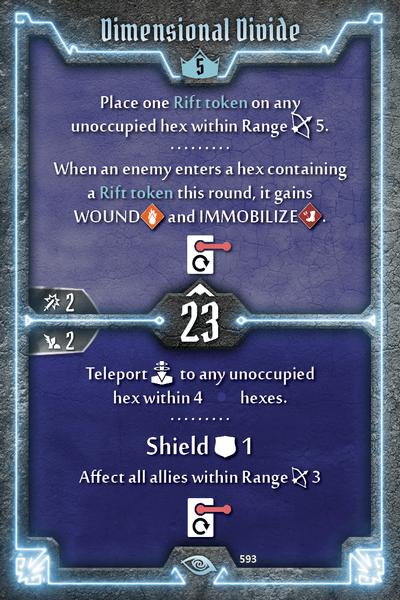 Dimensional Divide
5
Place one Rift token on any
unoccupied hex within Range 5.
When an enemy enters a hex containing
a Rift token this round, it gains
WOUND and IMMOBILIZE.
2
23
2
Teleport to any unoccupied
hex within 4 hexes.
Shield 1
Affect all allies within Range 3
593